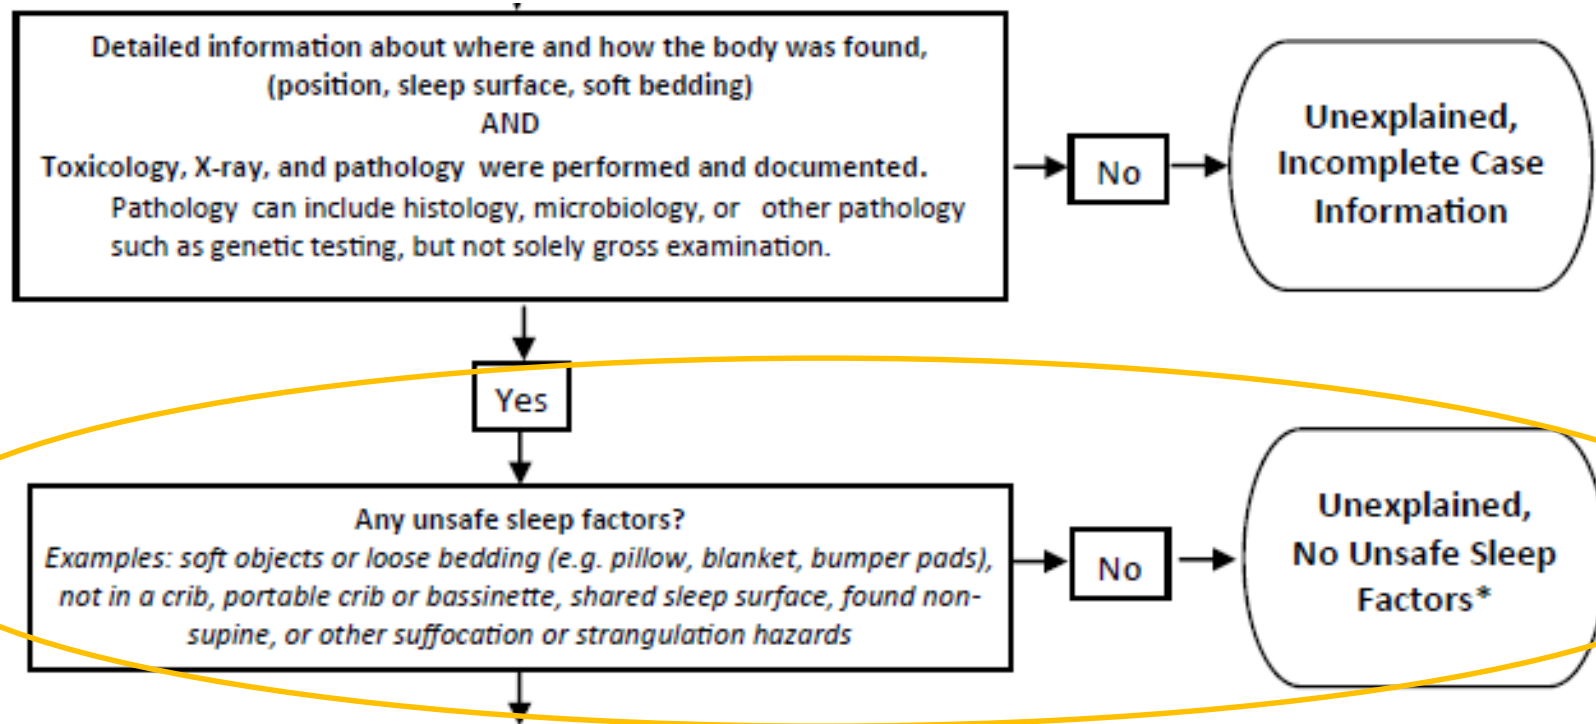 Detailed information about where and how the body was found,
(position, sleep surface, soft bedding)
AND
Toxicology, X-ray, and pathology were performed and documented.
Pathology can include histology, microbiology, or other pathology
such as genetic testing, but not solely gross examination.
No
Unexplained,
Incomplete Case
Information
Yes
Any unsafe sleep factors?
Examples: soft objects or loose bedding (e.g. pillow, blanket, bumper pads),
not in a crib, portable crib or bassinette, shared sleep surface, found non-
supine, or other suffocation or strangulation hazards
No
Unexplained,
No Unsafe Sleep
Factors*